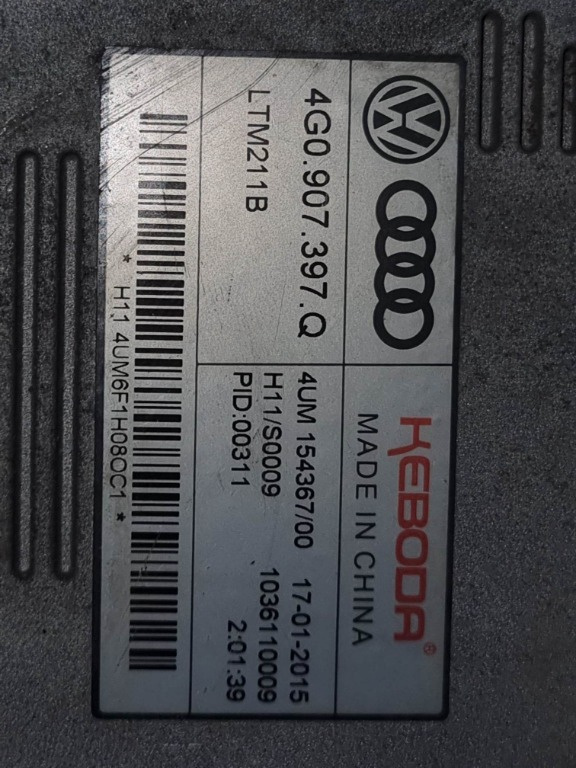 KEBODA®
MADE IN CHINA
4G0.907.397.Q
LTM211B
4UM 154367/00 17-01-2015
H11/S0009 1036110009
PID:00311 2:01:39
* H11 4UM6F1H08OC1 *